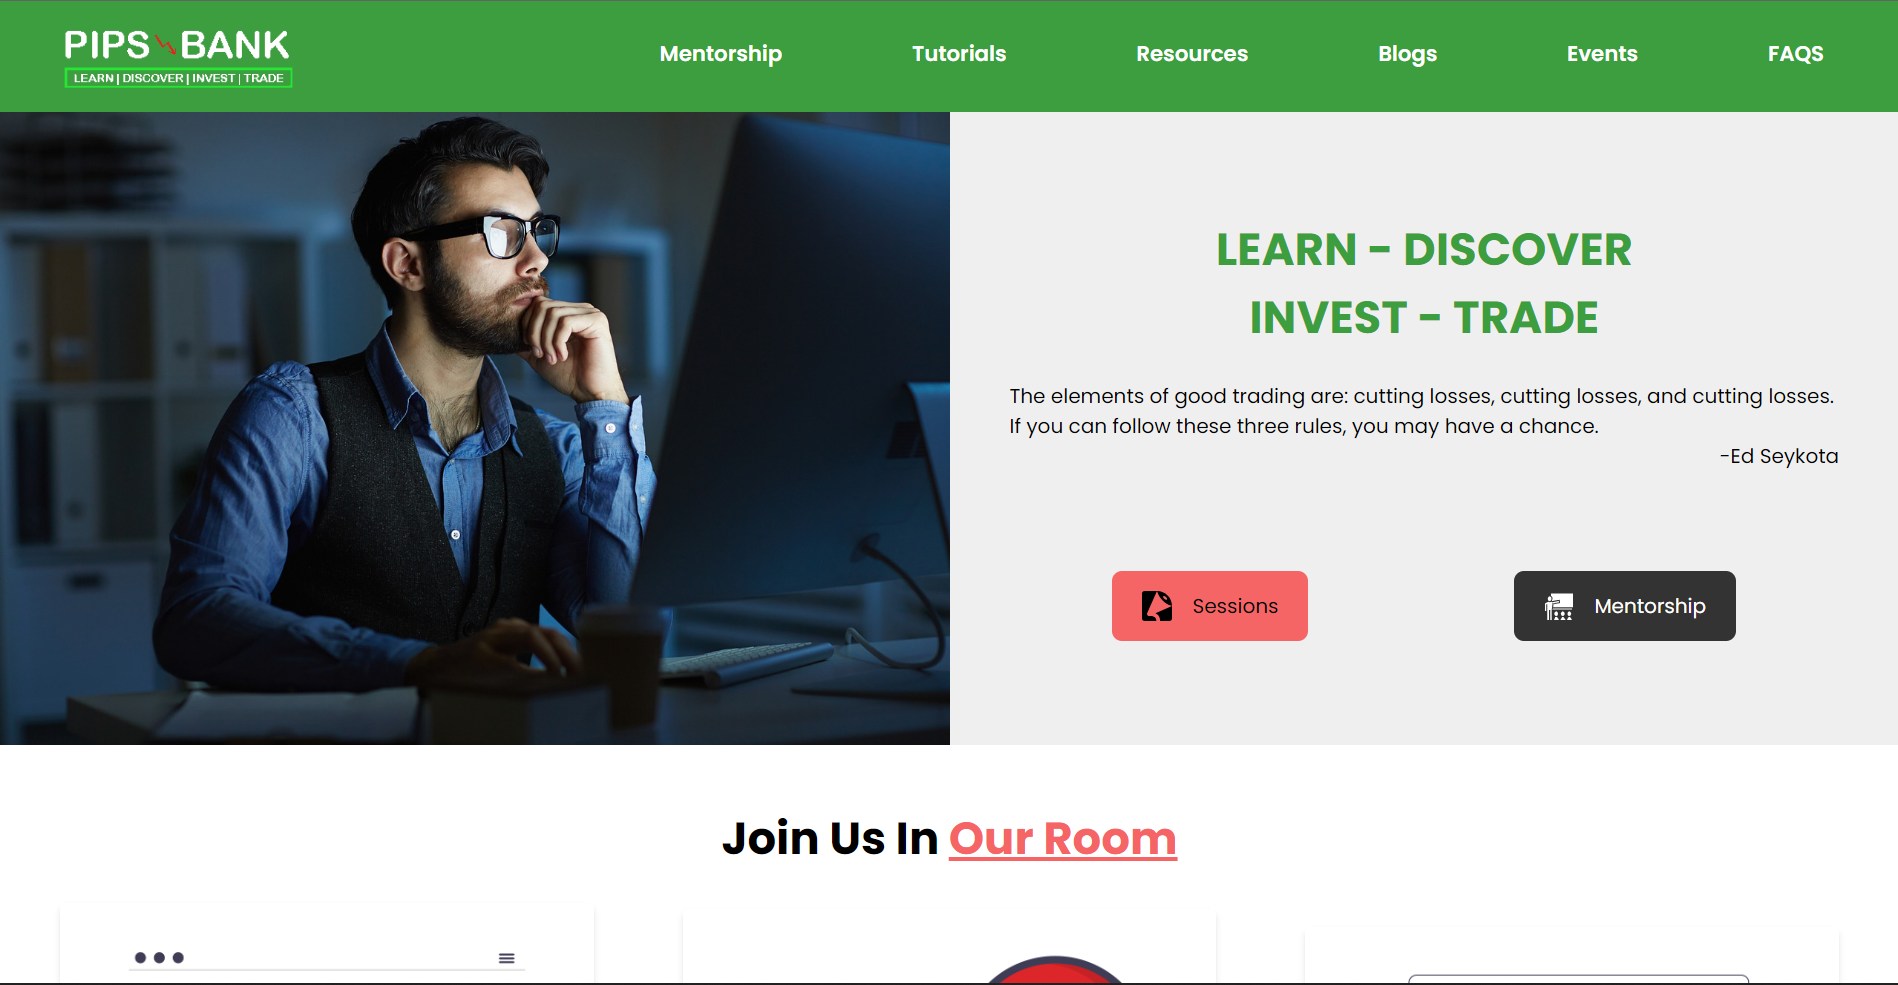 PIPS BANK
LEARN | DISCOVER | INVEST | TRADE
Mentorship
Tutorials
Resources
Blogs
Events
FAQS
LEARN - DISCOVER
INVEST - TRADE
The elements of good trading are: cutting losses, cutting losses, and cutting losses.
If you can follow these three rules, you may have a chance.
-Ed Seykota
Sessions
Mentorship
Join Us In Our Room